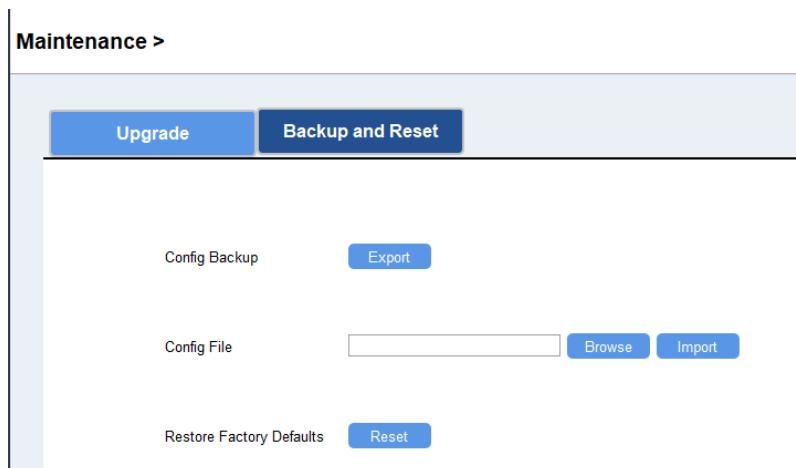 Maintenance >
Upgrade Backup and Reset
Config Backup Export
Config File Browse Import
Restore Factory Defaults Reset